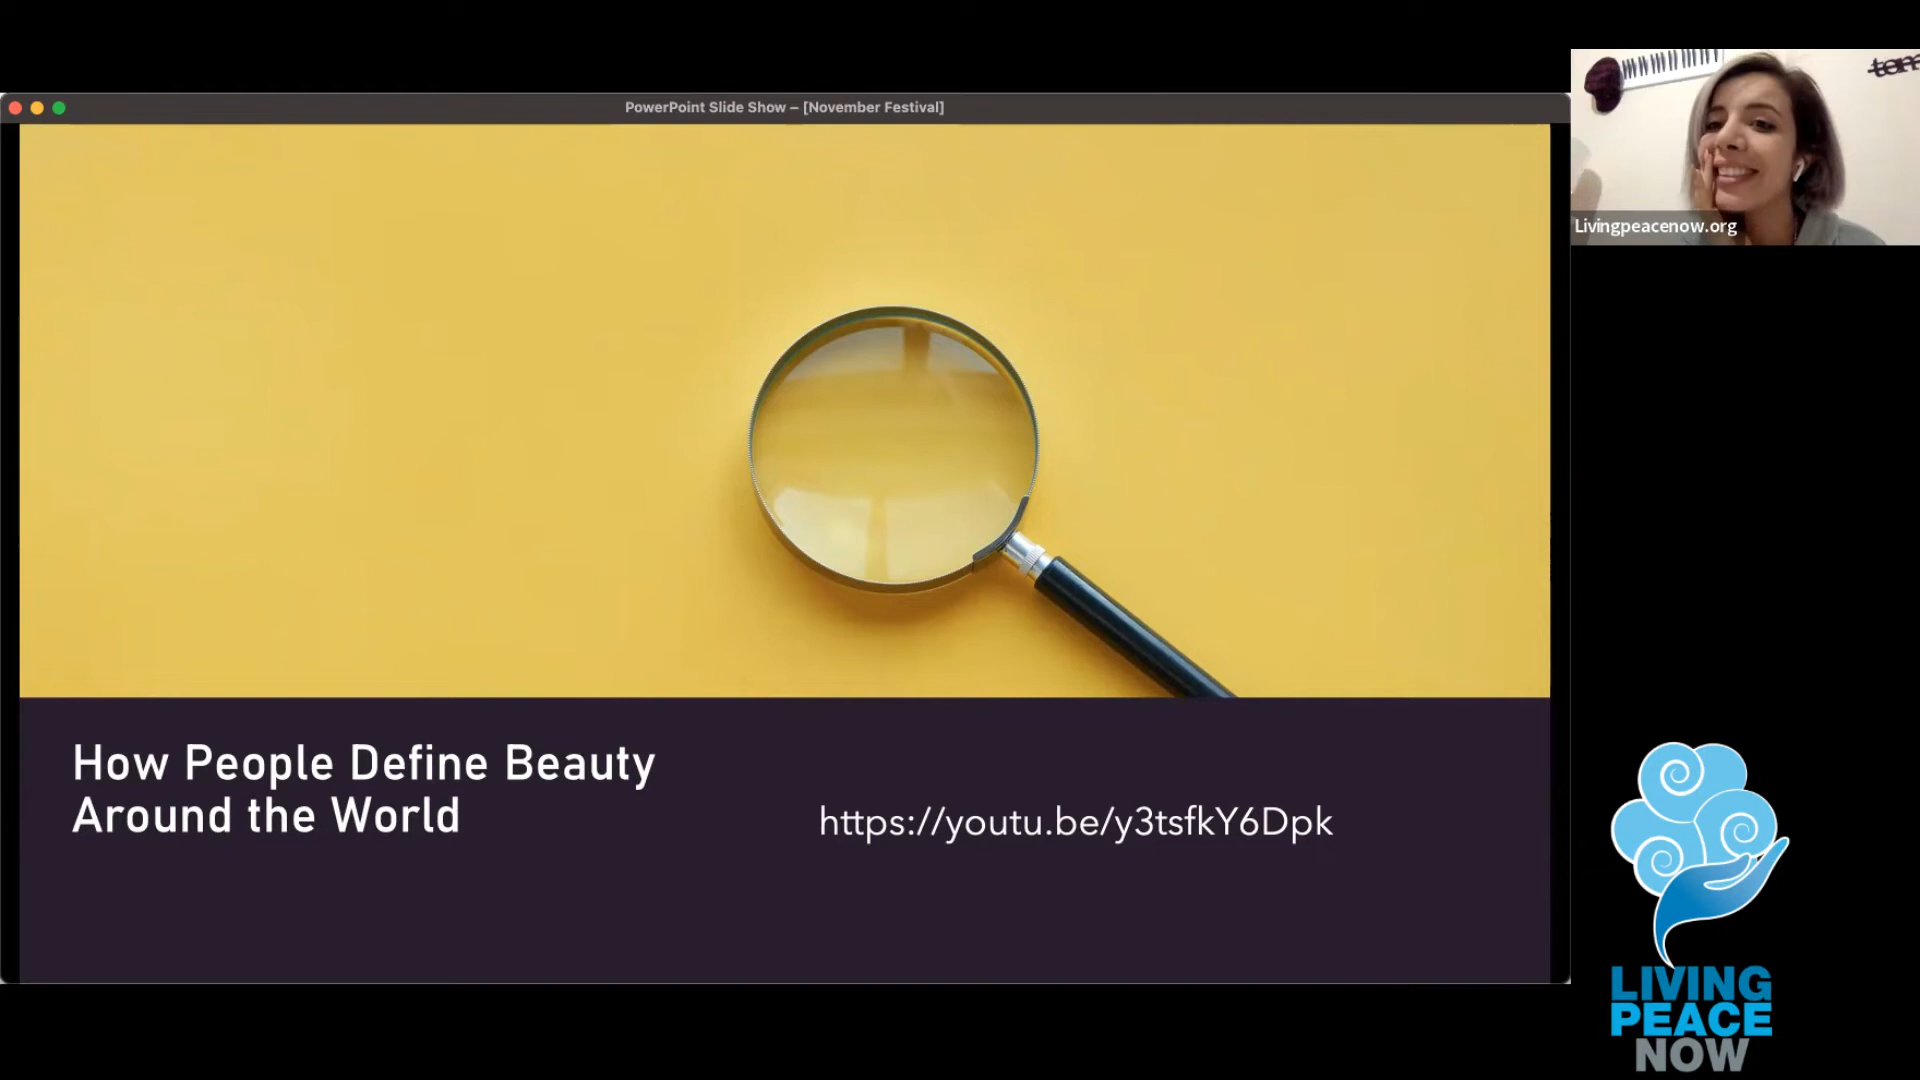 PowerPoint Slide Show – [November Festival]
Livingpeacenow.org
How People Define Beauty
Around the World
https://youtu.be/y3tsfkY6Dpk
LIVING
PEACE
NOW